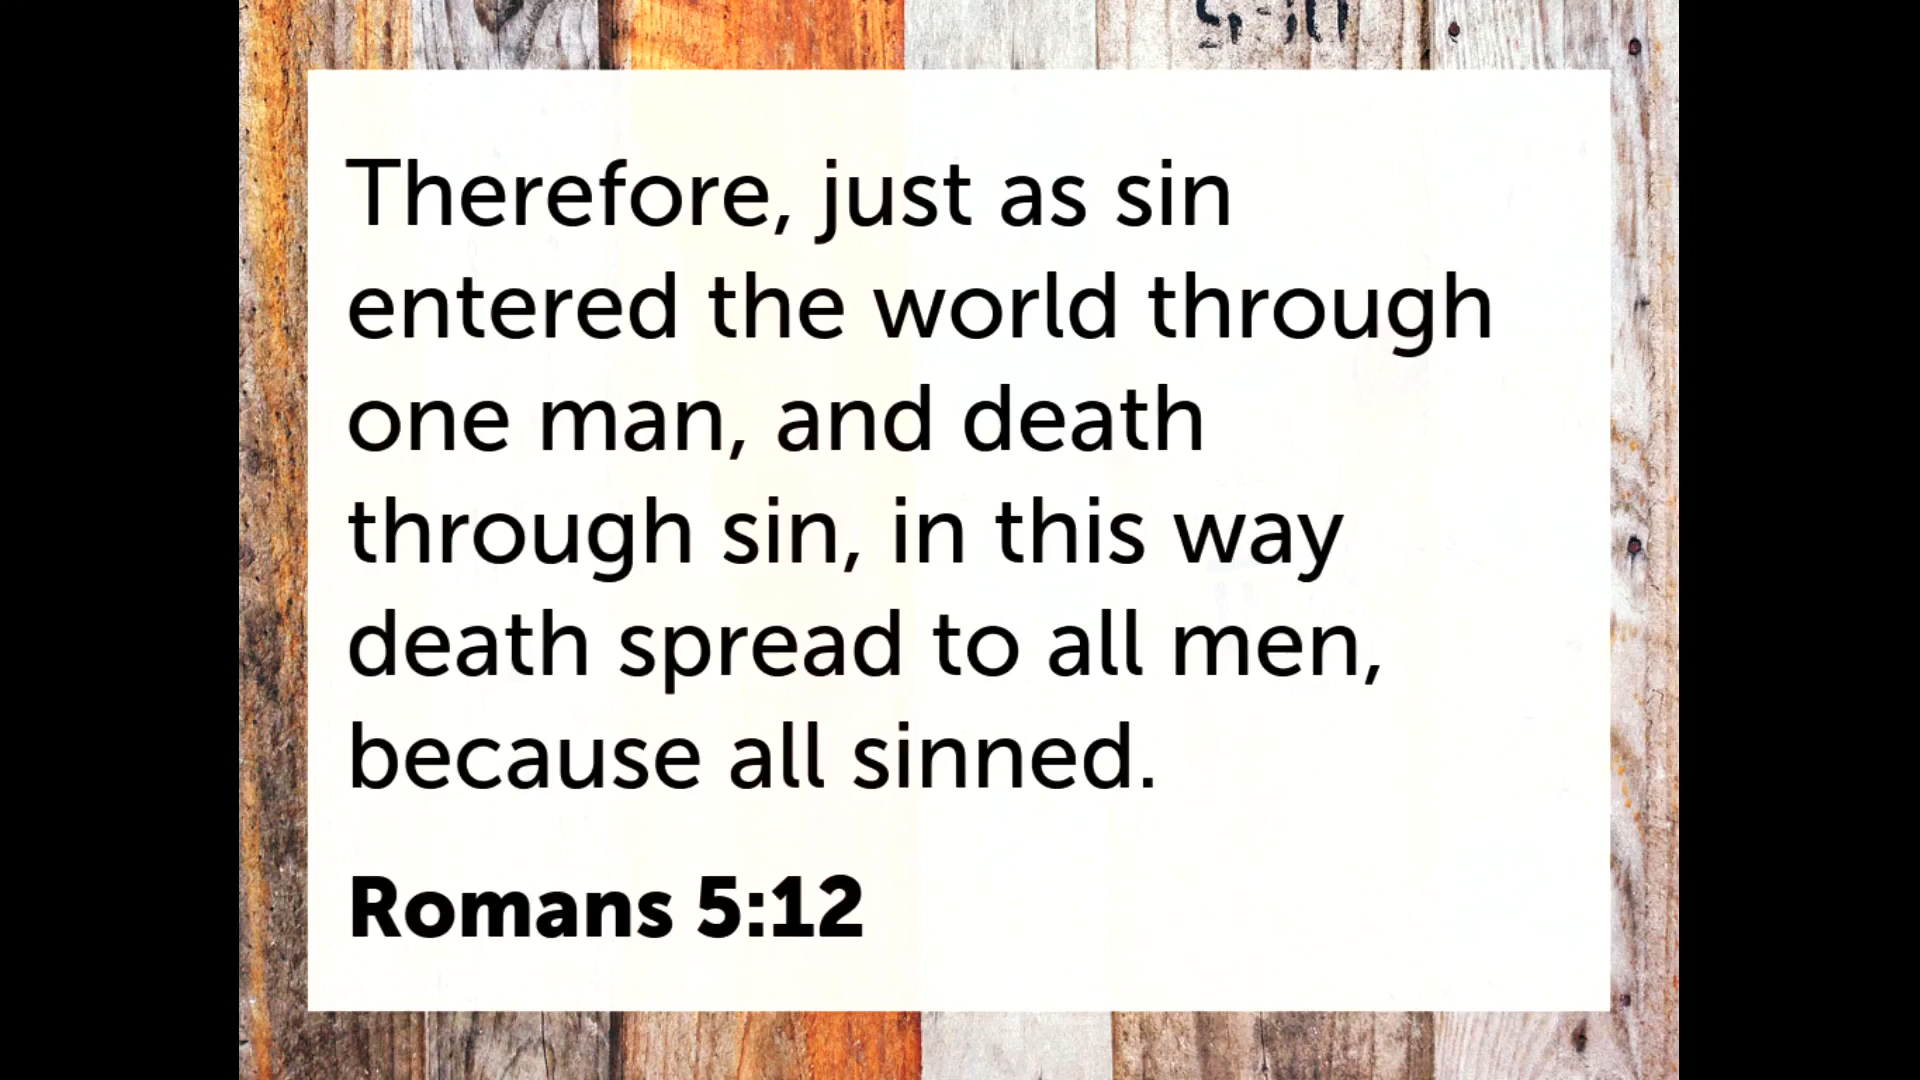 Therefore, just as sin
entered the world through
one man, and death
through sin, in this way
death spread to all men,
because all sinned.
Romans 5:12